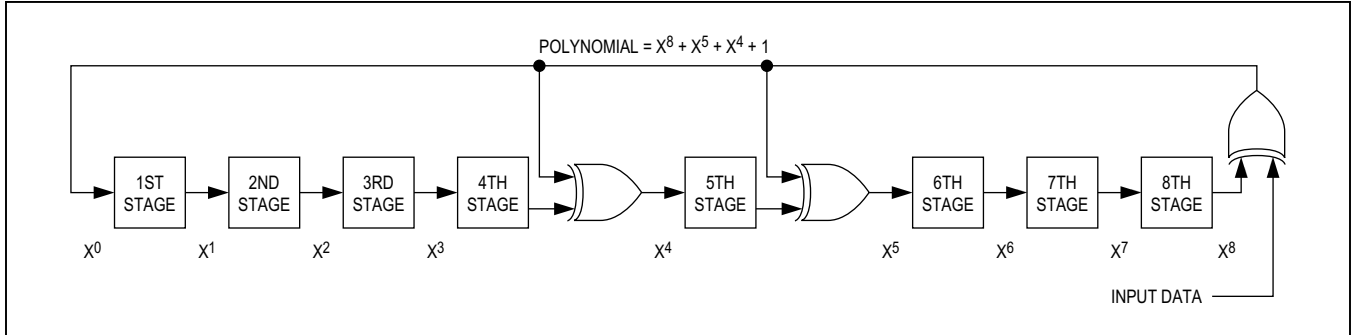 POLYNOMIAL = X⁸ + X⁵ + X⁴ + 1
1ST
STAGE
2ND
STAGE
3RD
STAGE
4TH
STAGE
5TH
STAGE
6TH
STAGE
7TH
STAGE
8TH
STAGE
X⁰
X¹
X²
X³
X⁴
X⁵
X⁶
X⁷
X⁸
INPUT DATA